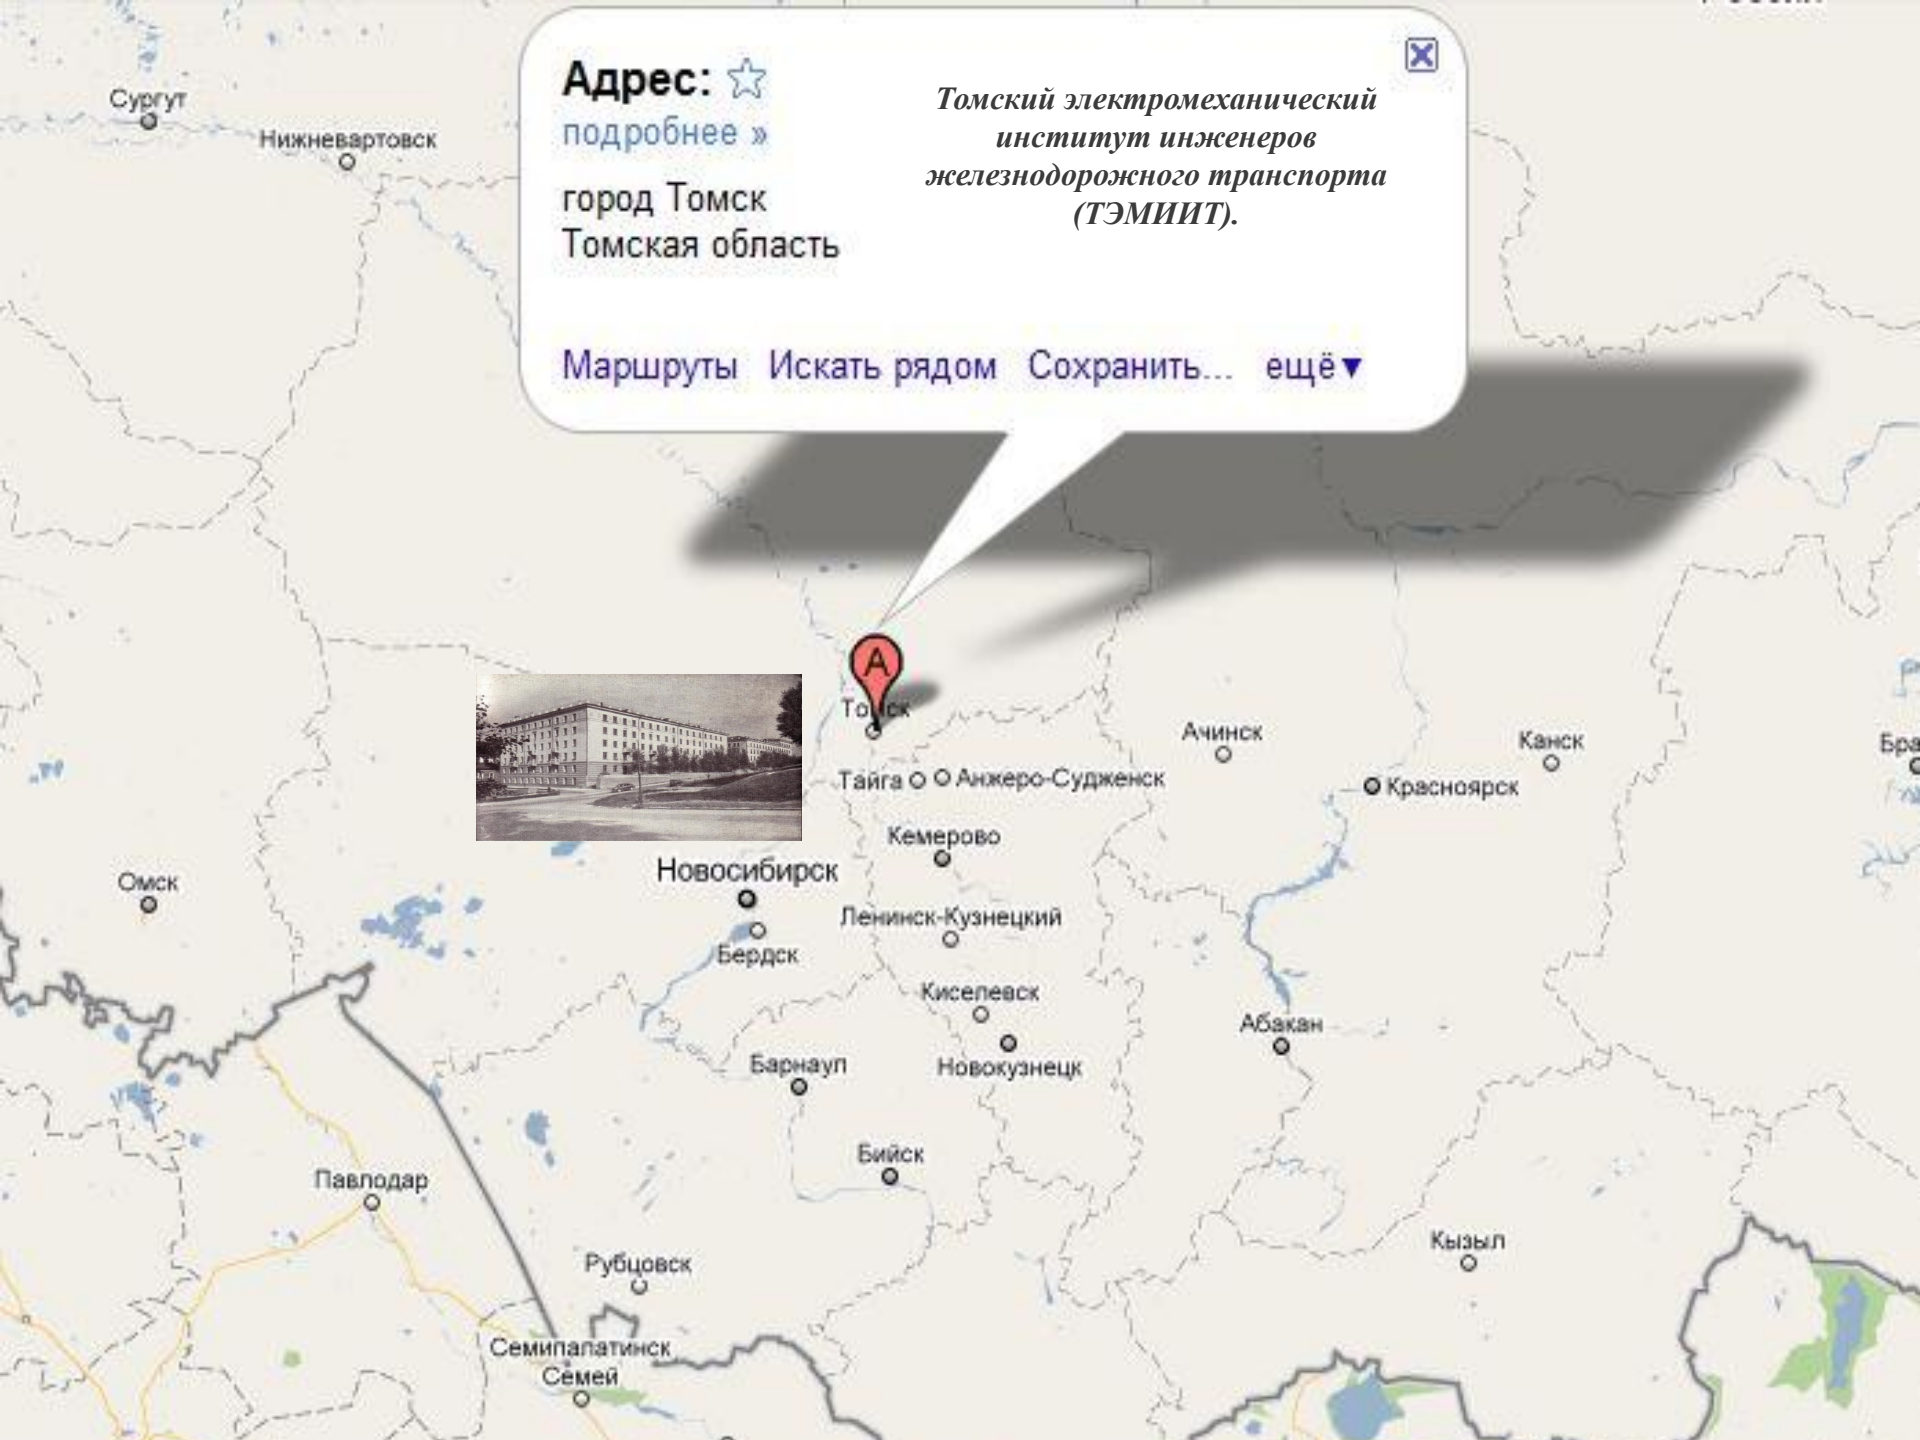 Адрес:
подробнее »
город Томск
Томская область
Томский электромеханический
институт инженеров
железнодорожного транспорта
(ТЭМИИТ).
Маршруты Искать рядом Сохранить... ещё▼
Сургут
Нижневартовск
A
Томск
Ачинск
Канск
Тайга
Анжеро-Судженск
Красноярск
Кемерово
Новосибирск
Омск
Ленинск-Кузнецкий
Бердск
Киселевск
Абакан
Барнаул
Новокузнецк
Бийск
Павлодар
Кызыл
Рубцовск
Семипалатинск
Семей